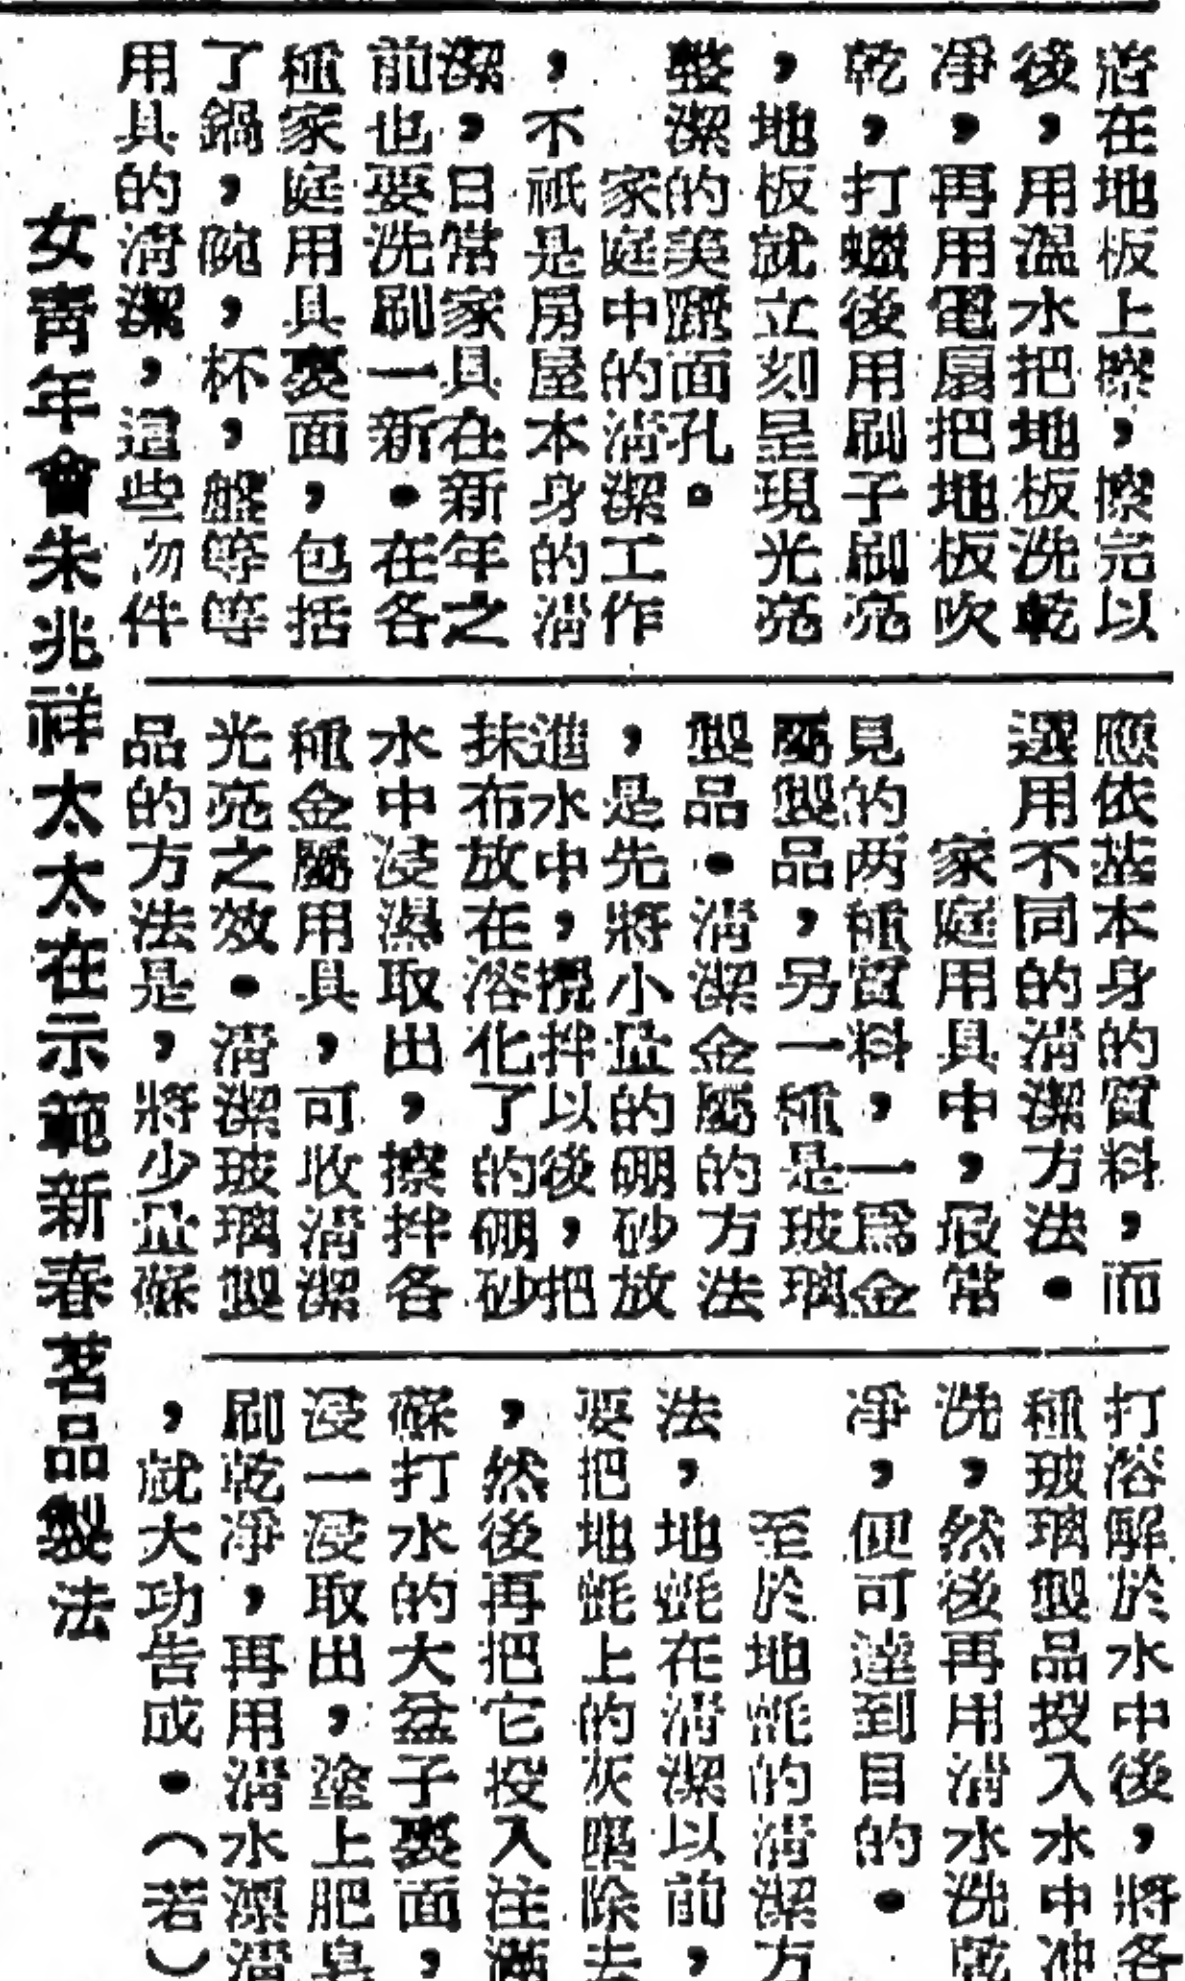 着在地板上擦，擦完以
後，用溫水把地板洗乾
淨，再用電扇把地板吹
乾，打蠟後用刷子刷亮
，地板就立刻呈現光亮
整潔的美麗面孔。
家庭中的清潔工作
，不祇是房屋本身的清
潔，日常家具在新年之
前也要洗刷一新．在各
種家庭用具裏面，包括
了鍋，碗，杯，盤等等
用具的清潔，這些物件
應依基本身的質料，而
選用不同的清潔方法．
家庭用具中，最常
見的两種質料，一爲金
屬製品，另一種是玻璃
製品．清潔金屬的方法
，是先將小量的硼砂放
進水中，攪拌以後，把
抹布放在溶化了的硼砂
水中浸濕取出，擦拌各
種金屬用具，可收清潔
光亮之效．清潔玻璃製
品的方法是，將少量蘇
打溶解於水中後，將各
種玻璃製品投入水中冲
洗，然後再用清水洗乾
淨，便可達到目的．
至於地毯的清潔方
法，地毯在清潔以前，
要把地毯上的灰塵除去
，然後再把它投入注滿
蘇打水的大盆子裏面，
浸一浸取出，塗上肥皂
刷乾淨，再用清水漂清
，就大功告成．（若）
女青年會朱兆祥太太在示範新春茗品製法